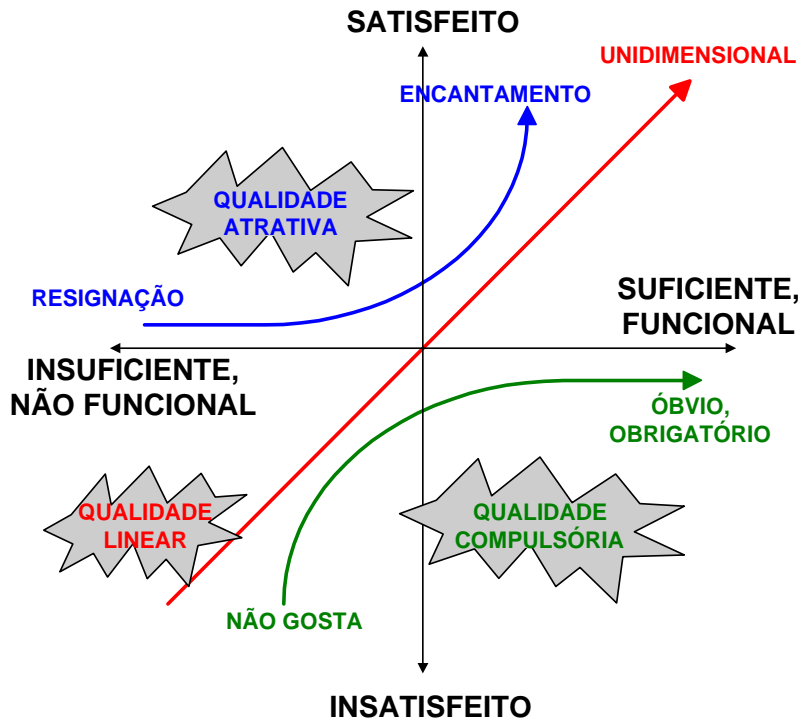 SATISFEITO
UNIDIMENSIONAL
ENCANTAMENTO
QUALIDADE
ATRATIVA
RESIGNAÇÃO
SUFICIENTE,
FUNCIONAL
INSUFICIENTE,
NÃO FUNCIONAL
ÓBVIO,
OBRIGATÓRIO
QUALIDADE
LINEAR
QUALIDADE
COMPULSÓRIA
NÃO GOSTA
INSATISFEITO